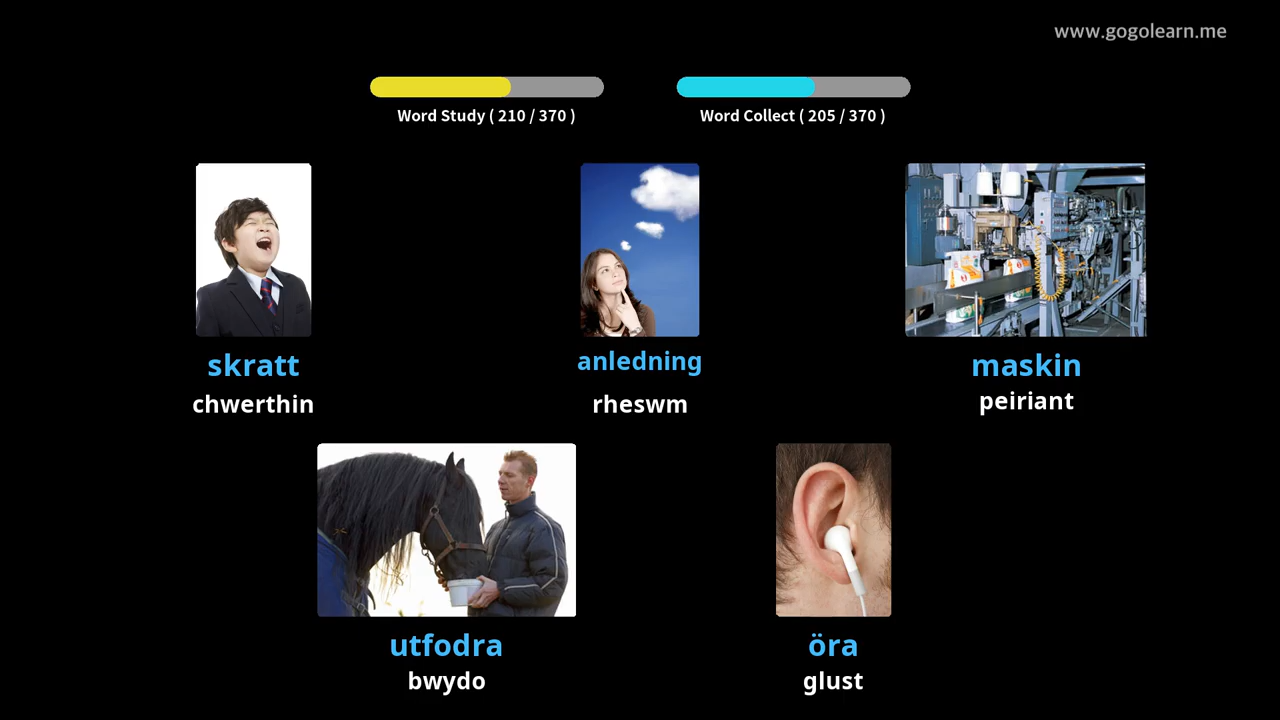 www.gogolearn.me
Word Study ( 210 / 370 )
Word Collect ( 205 / 370 )
skratt
chwerthin
anledning
rheswm
maskin
peiriant
utfodra
bwydo
öra
glust